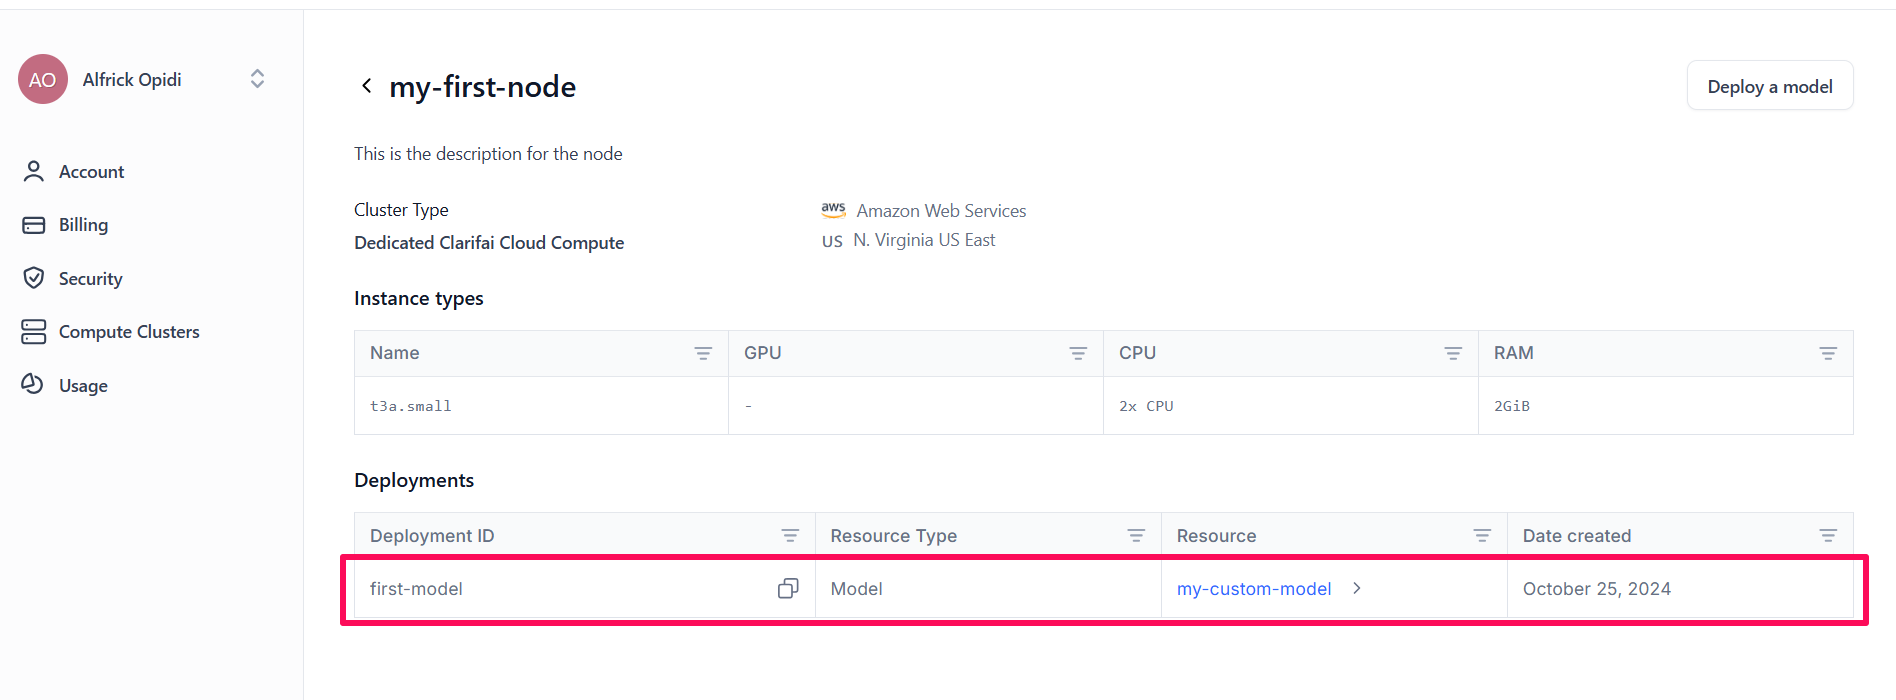 AO Alfrick Opidi
Account
Billing
Security
Compute Clusters
Usage
my-first-node
Deploy a model
This is the description for the node
Cluster Type
Dedicated Clarifai Cloud Compute
aws Amazon Web Services
US N. Virginia US East
Instance types
Name GPU CPU RAM
t3a.small - 2x CPU 2GiB
Deployments
Deployment ID Resource Type Resource Date created
first-model Model my-custom-model October 25, 2024